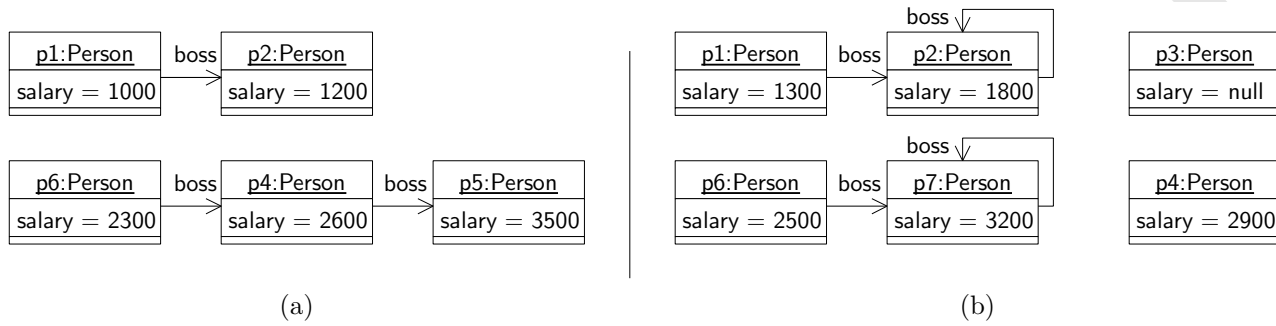 p1:Person
salary = 1000
boss
p2:Person
salary = 1200
p6:Person
salary = 2300
boss
p4:Person
salary = 2600
boss
p5:Person
salary = 3500
(a)
p1:Person
salary = 1300
boss
boss
p2:Person
salary = 1800
p3:Person
salary = null
p6:Person
salary = 2500
boss
boss
p7:Person
salary = 3200
p4:Person
salary = 2900
(b)